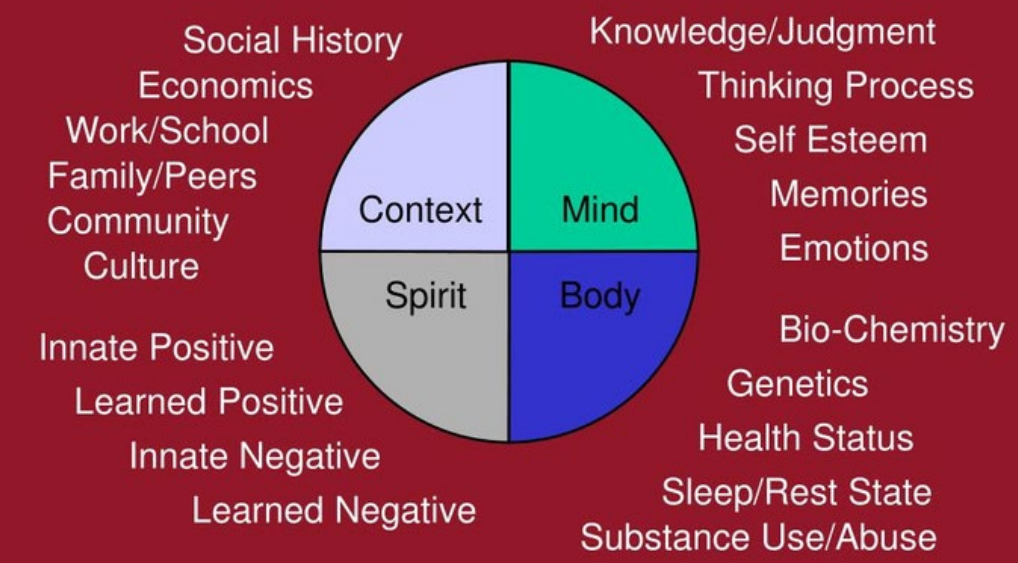 Social History
Economics
Work/School
Family/Peers
Community
Culture
Knowledge/Judgment
Thinking Process
Self Esteem
Memories
Emotions
Context
Mind
Spirit
Body
Innate Positive
Learned Positive
Innate Negative
Learned Negative
Bio-Chemistry
Genetics
Health Status
Sleep/Rest State
Substance Use/Abuse